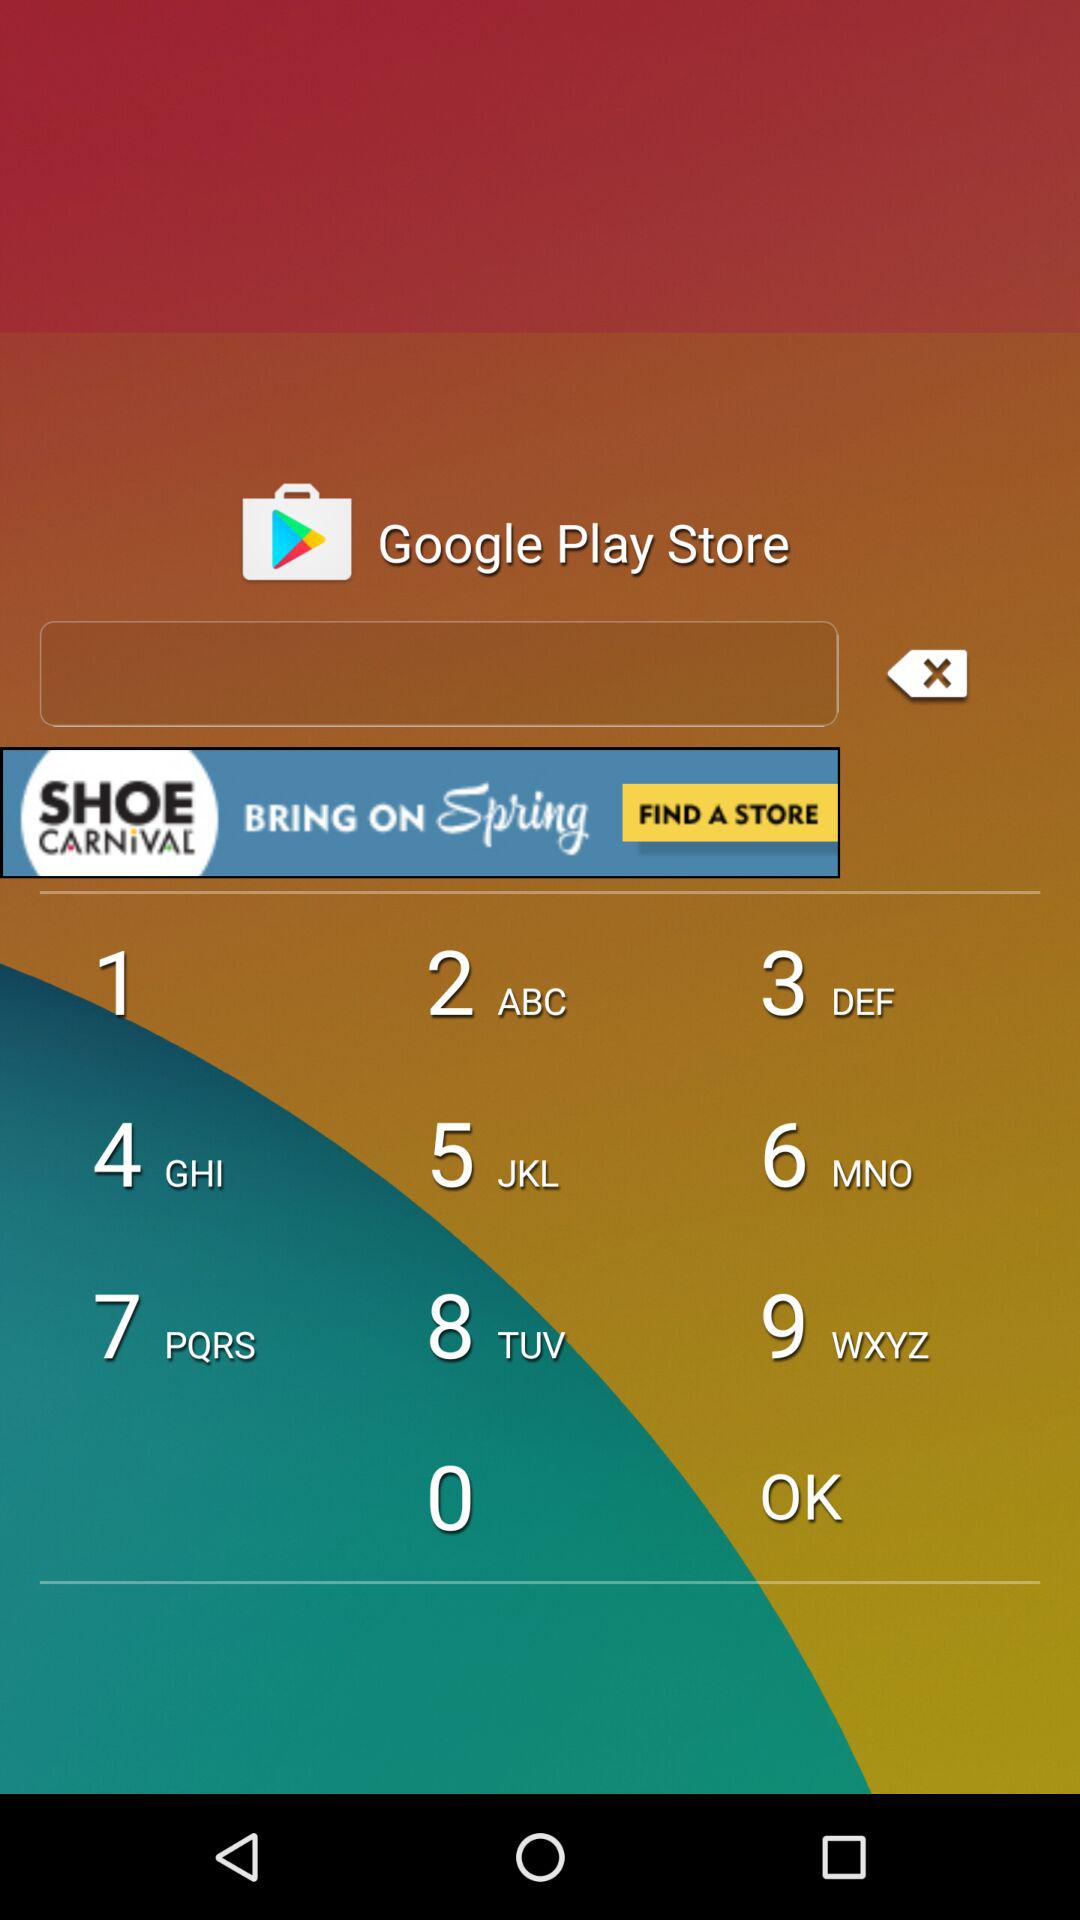 Google Play Store
SHOE
CARNiVAL
BRING ON Spring
FIND A STORE
1
2 ABC
3 DEF
4 GHI
5 JKL
6 MNO
7 PQRS
8 TUV
9 WXYZ
0
OK